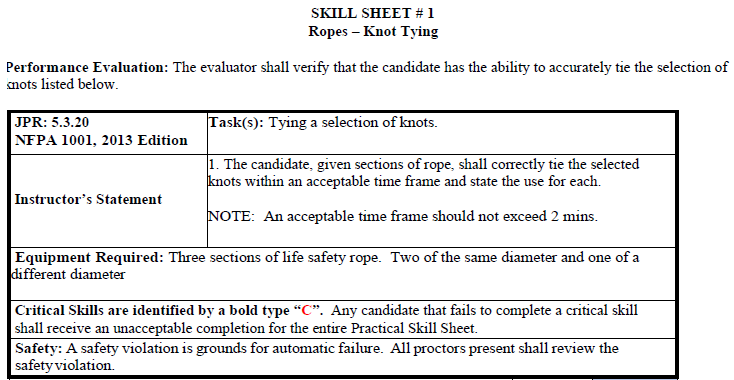 SKILL SHEET # 1
Ropes – Knot Tying
Performance Evaluation: The evaluator shall verify that the candidate has the ability to accurately tie the selection of
knots listed below.
JPR: 5.3.20
NFPA 1001, 2013 Edition
Task(s): Tying a selection of knots.
Instructor's Statement
1. The candidate, given sections of rope, shall correctly tie the selected
knots within an acceptable time frame and state the use for each.
NOTE: An acceptable time frame should not exceed 2 mins.
Equipment Required: Three sections of life safety rope. Two of the same diameter and one of a
different diameter
Critical Skills are identified by a bold type “C”. Any candidate that fails to complete a critical skill
shall receive an unacceptable completion for the entire Practical Skill Sheet.
Safety: A safety violation is grounds for automatic failure. All proctors present shall review the
safety violation.